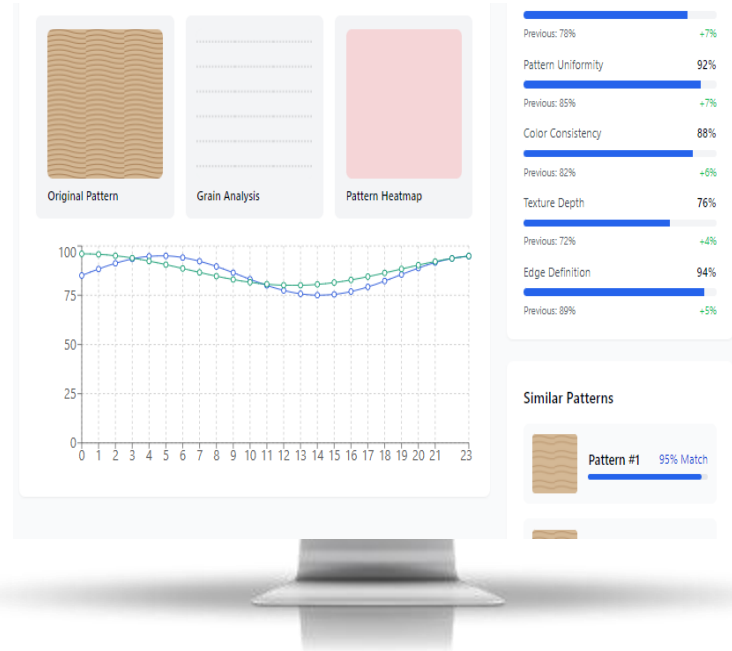 Original Pattern
Grain Analysis
Pattern Heatmap
100
75
50
25
0
0 1 2 3 4 5 6 7 8 9 10 11 12 13 14 15 16 17 18 19 20 21 23
Previous: 78% +7%
Pattern Uniformity 92%
Previous: 85% +7%
Color Consistency 88%
Previous: 82% +6%
Texture Depth 76%
Previous: 72% +4%
Edge Definition 94%
Previous: 89% +5%
Similar Patterns
Pattern #1 95% Match